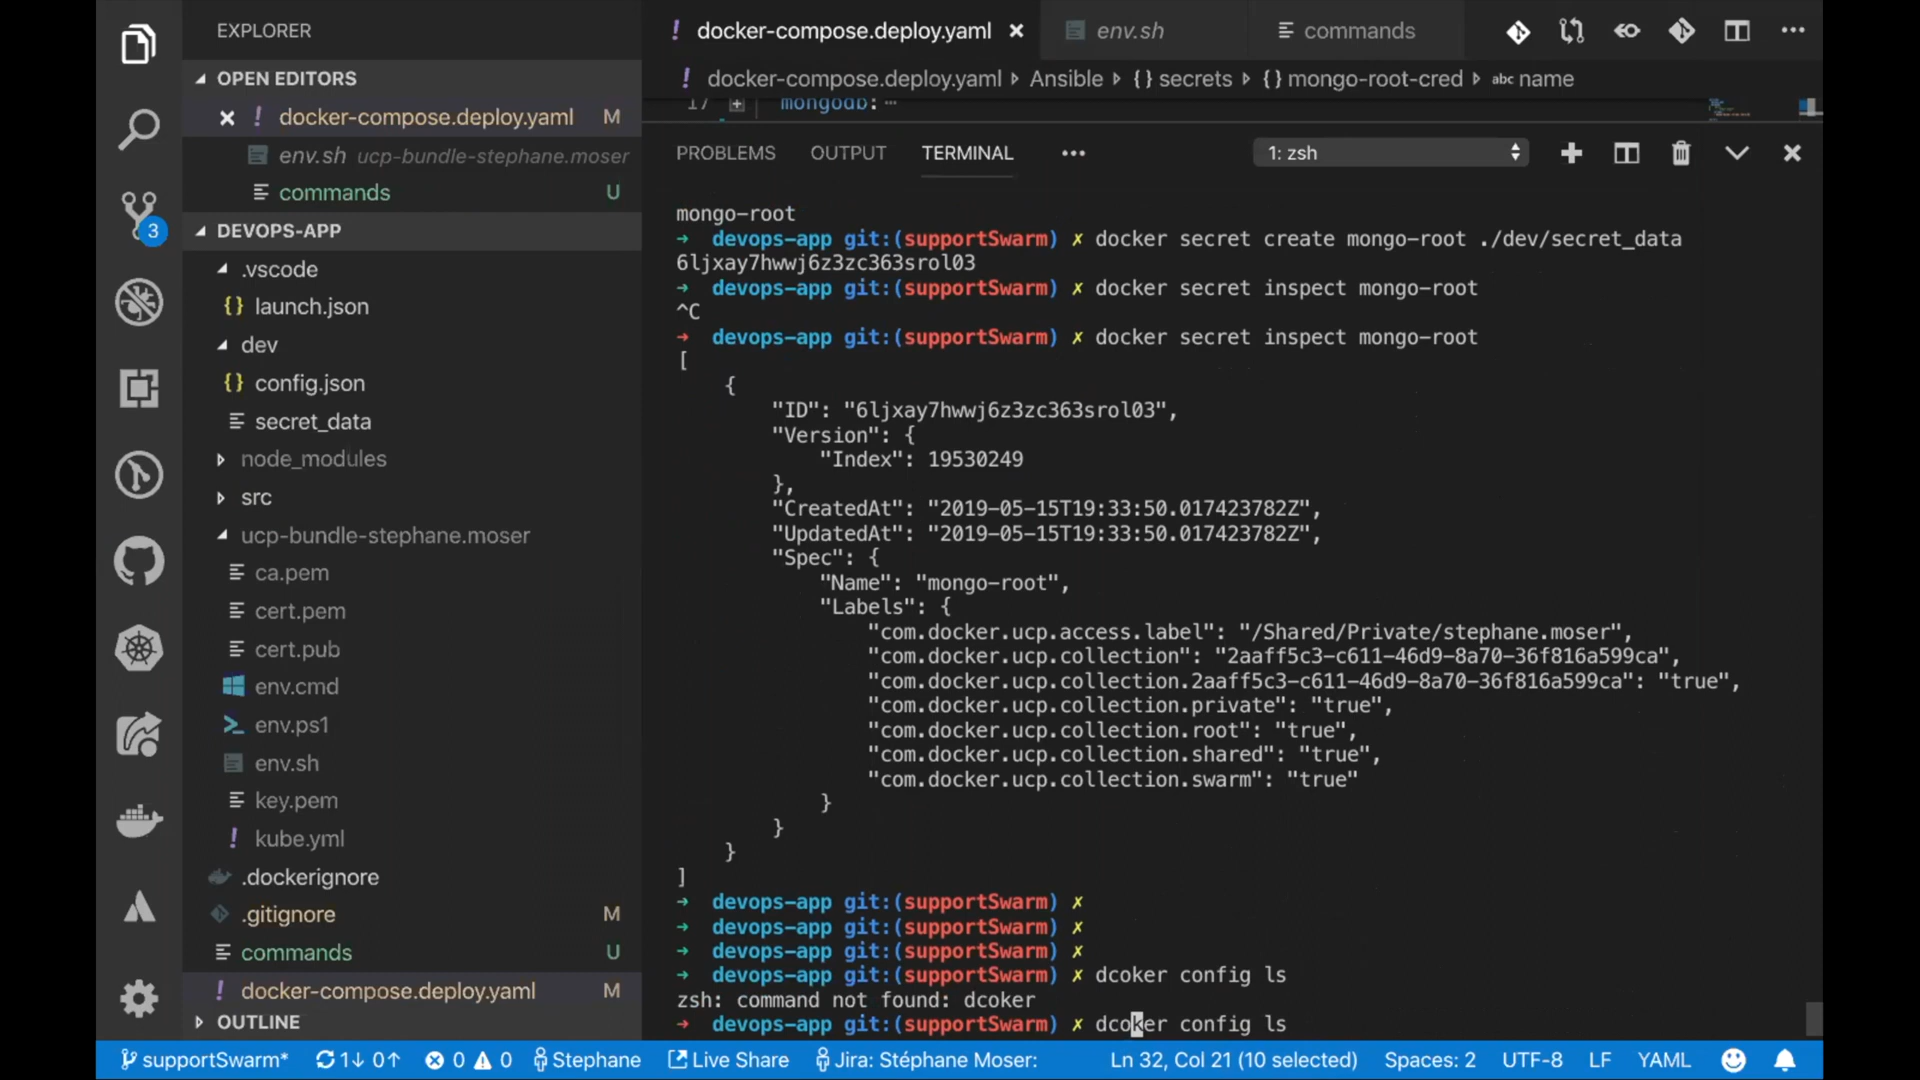 EXPLORER
OPEN EDITORS
! docker-compose.deploy.yaml M
env.sh ucp-bundle-stephane.moser
commands U
DEVOPS-APP
.vscode
{} launch.json
dev
{} config.json
secret_data
node_modules
src
ucp-bundle-stephane.moser
ca.pem
cert.pem
cert.pub
env.cmd
env.ps1
env.sh
key.pem
! kube.yml
.dockerignore
.gitignore M
commands U
! docker-compose.deploy.yaml M
OUTLINE
3
! docker-compose.deploy.yaml
env.sh
commands
! docker-compose.deploy.yaml Ansible {} secrets {} mongo-root-cred abc name
17 mongodb:
PROBLEMS OUTPUT TERMINAL ••• 1: zsh
mongo-root
➜ devops-app git:(supportSwarm) ✗ docker secret create mongo-root ./dev/secret_data
6ljxay7hwwj6z3zc363srol03
➜ devops-app git:(supportSwarm) ✗ docker secret inspect mongo-root
^C
➜ devops-app git:(supportSwarm) ✗ docker secret inspect mongo-root
[
{
"ID": "6ljxay7hwwj6z3zc363srol03",
"Version": {
"Index": 19530249
},
"CreatedAt": "2019-05-15T19:33:50.017423782Z",
"UpdatedAt": "2019-05-15T19:33:50.017423782Z",
"Spec": {
"Name": "mongo-root",
"Labels": {
"com.docker.ucp.access.label": "/Shared/Private/stephane.moser",
"com.docker.ucp.collection": "2aaff5c3-c611-46d9-8a70-36f816a599ca",
"com.docker.ucp.collection.2aaff5c3-c611-46d9-8a70-36f816a599ca": "true",
"com.docker.ucp.collection.private": "true",
"com.docker.ucp.collection.root": "true",
"com.docker.ucp.collection.shared": "true",
"com.docker.ucp.collection.swarm": "true"
}
}
}
]
➜ devops-app git:(supportSwarm) ✗
➜ devops-app git:(supportSwarm) ✗
➜ devops-app git:(supportSwarm) ✗
➜ devops-app git:(supportSwarm) ✗ dcoker config ls
zsh: command not found: dcoker
➜ devops-app git:(supportSwarm) ✗ dcoker config ls
supportSwarm* 1↓ 0↑ 0 0 Stephane Live Share Jira: Stéphane Moser: Ln 32, Col 21 (10 selected) Spaces: 2 UTF-8 LF YAML